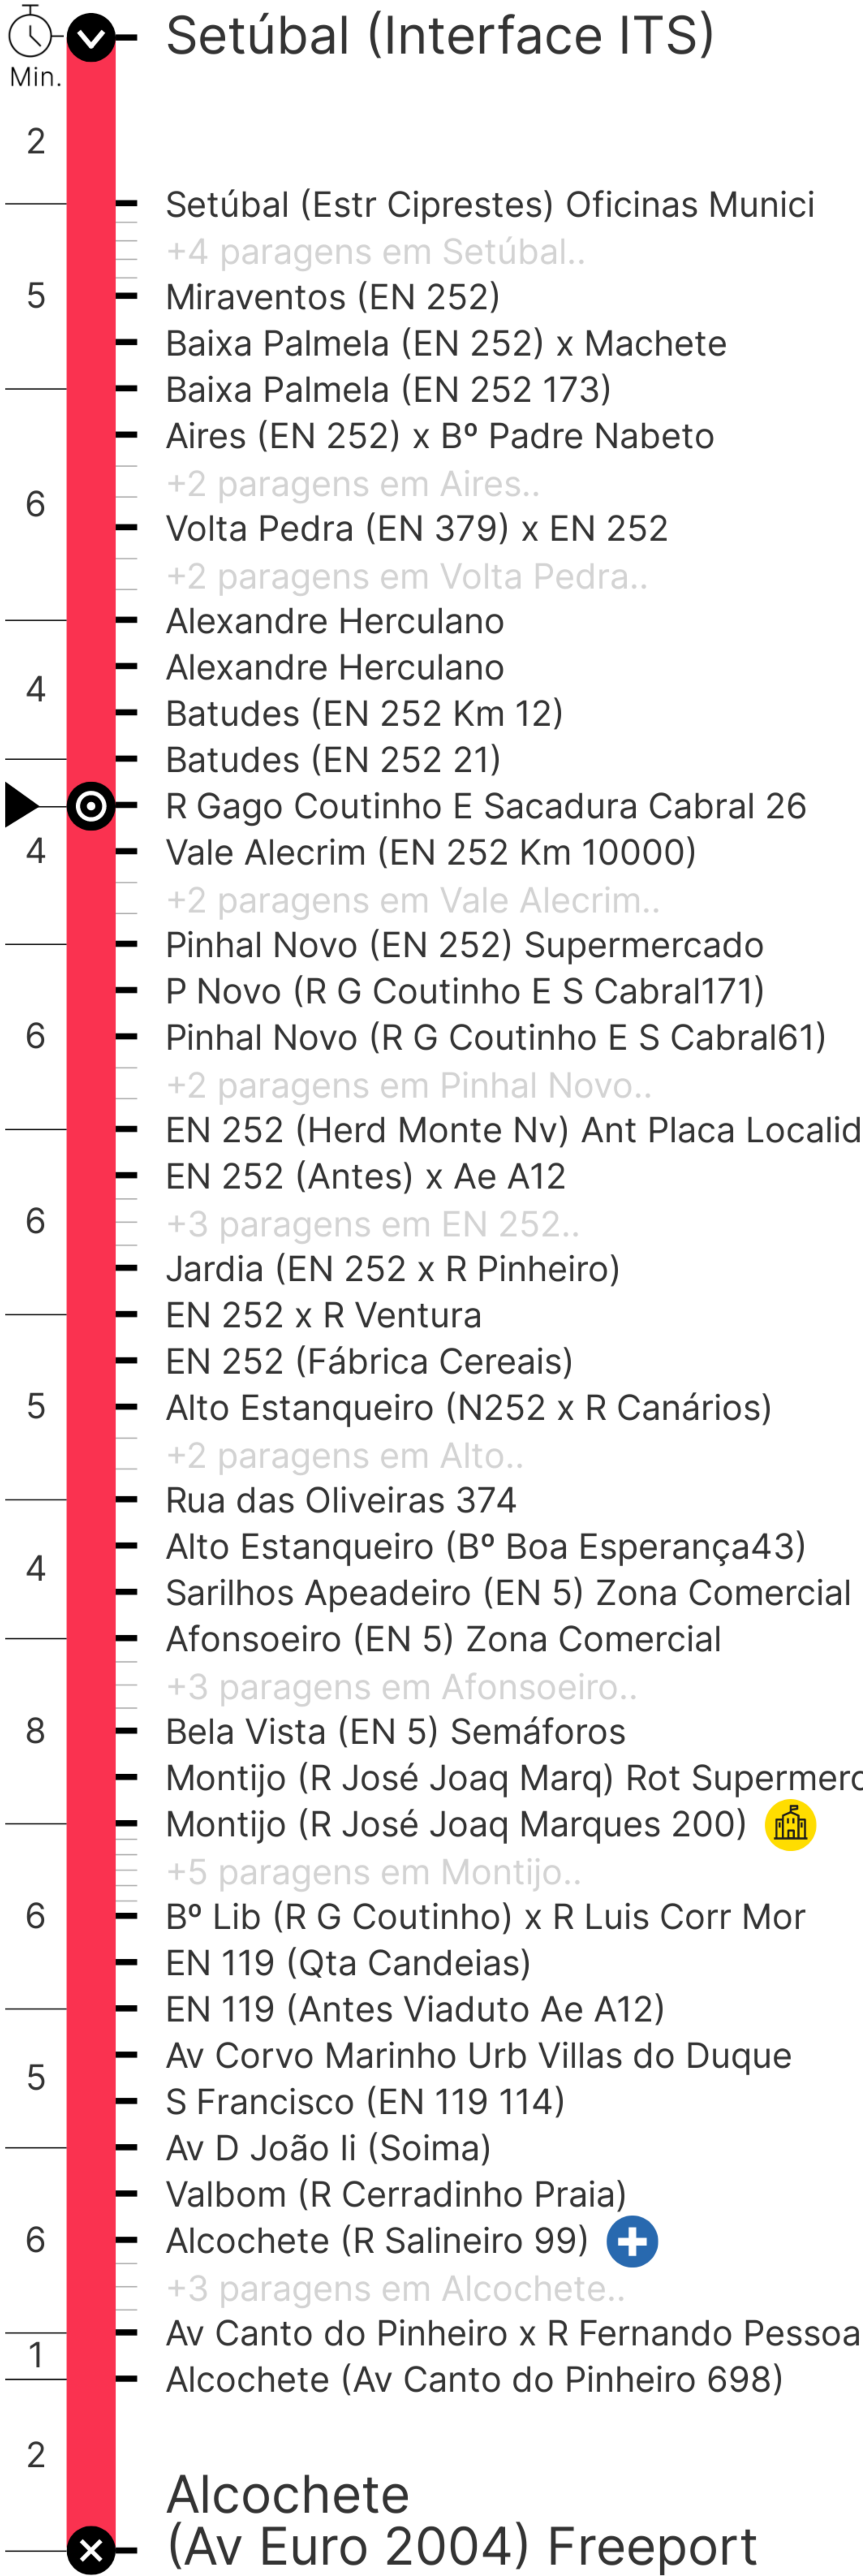 Setúbal (Interface ITS)
Min.
2
Setúbal (Estr Ciprestes) Oficinas Munici
+4 paragens em Setúbal..
5
Miraventos (EN 252)
Baixa Palmela (EN 252) x Machete
Baixa Palmela (EN 252 173)
Aires (EN 252) x Bº Padre Nabeto
+2 paragens em Aires..
6
Volta Pedra (EN 379) x EN 252
+2 paragens em Volta Pedra..
Alexandre Herculano
Alexandre Herculano
4
Batudes (EN 252 Km 12)
Batudes (EN 252 21)
R Gago Coutinho E Sacadura Cabral 26
4
Vale Alecrim (EN 252 Km 10000)
+2 paragens em Vale Alecrim..
Pinhal Novo (EN 252) Supermercado
P Novo (R G Coutinho E S Cabral171)
6
Pinhal Novo (R G Coutinho E S Cabral61)
+2 paragens em Pinhal Novo..
EN 252 (Herd Monte Nv) Ant Placa Localid
EN 252 (Antes) x Ae A12
6
+3 paragens em EN 252..
Jardia (EN 252 x R Pinheiro)
EN 252 x R Ventura
EN 252 (Fábrica Cereais)
5
Alto Estanqueiro (N252 x R Canários)
+2 paragens em Alto..
Rua das Oliveiras 374
Alto Estanqueiro (Bº Boa Esperança43)
4
Sarilhos Apeadeiro (EN 5) Zona Comercial
Afonsoeiro (EN 5) Zona Comercial
+3 paragens em Afonsoeiro..
8
Bela Vista (EN 5) Semáforos
Montijo (R José Joaq Marq) Rot Supermerc
Montijo (R José Joaq Marques 200)
+5 paragens em Montijo..
6
Bº Lib (R G Coutinho) x R Luis Corr Mor
EN 119 (Qta Candeias)
EN 119 (Antes Viaduto Ae A12)
Av Corvo Marinho Urb Villas do Duque
5
S Francisco (EN 119 114)
Av D João Ii (Soima)
Valbom (R Cerradinho Praia)
6
Alcochete (R Salineiro 99)
+3 paragens em Alcochete..
Av Canto do Pinheiro x R Fernando Pessoa
1
Alcochete (Av Canto do Pinheiro 698)
2
Alcochete
(Av Euro 2004) Freeport